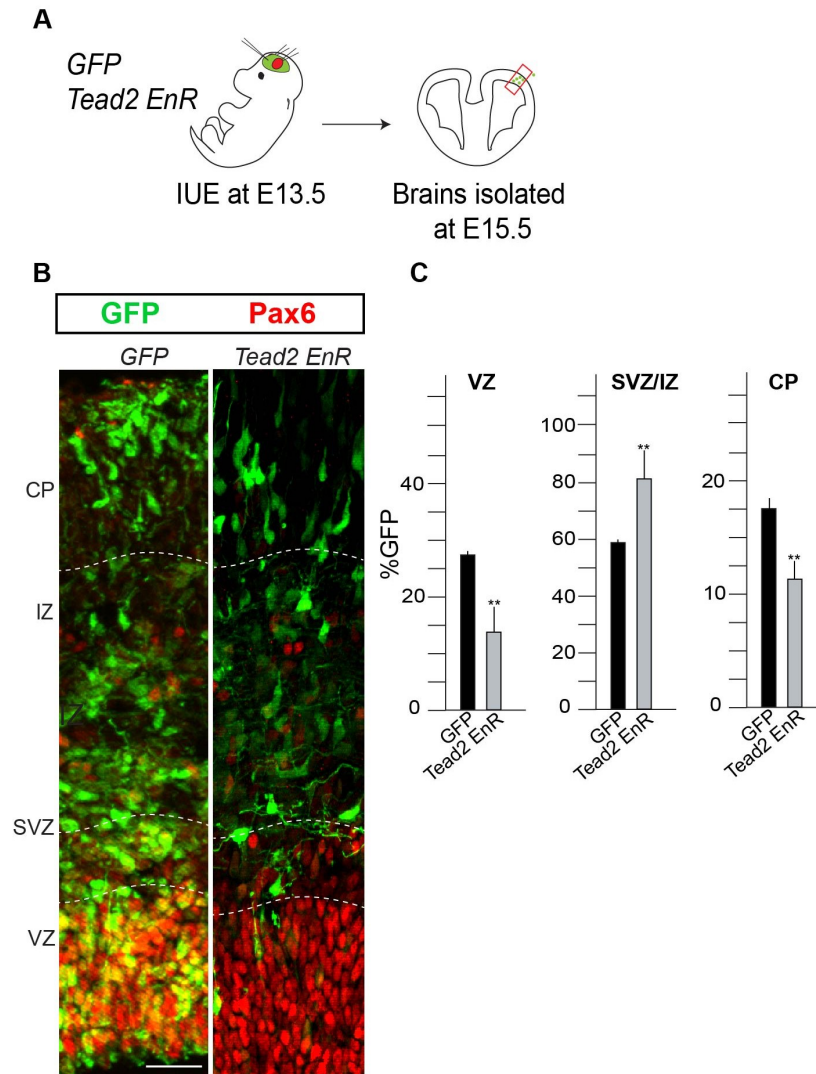 A
GFP
Tead2 EnR
IUE at E13.5
Brains isolated
at E15.5
B
GFP Pax6
GFP Tead2 EnR
CP
IZ
SVZ
VZ
C
VZ
%GFP
40
20
0
GFP
Tead2 EnR
**
SVZ/IZ
100
80
60
40
20
0
GFP
Tead2 EnR
**
CP
20
10
0
GFP
Tead2 EnR
**